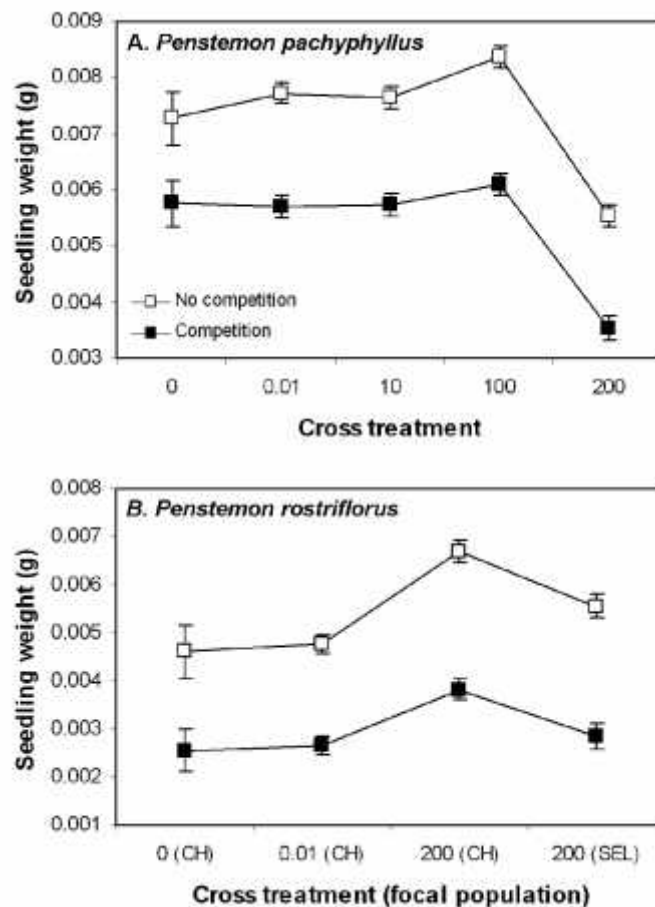 A. Penstemon pachyphyllus
0.009
0.008
0.007
0.006
0.005
0.004
0.003
Seedling weight (g)
No competition
Competition
0 0.01 10 100 200
Cross treatment
B. Penstemon rostriflorus
0.008
0.007
0.006
0.005
0.004
0.003
0.002
0.001
Seedling weight (g)
0 (CH) 0.01 (CH) 200 (CH) 200 (SEL)
Cross treatment (focal population)